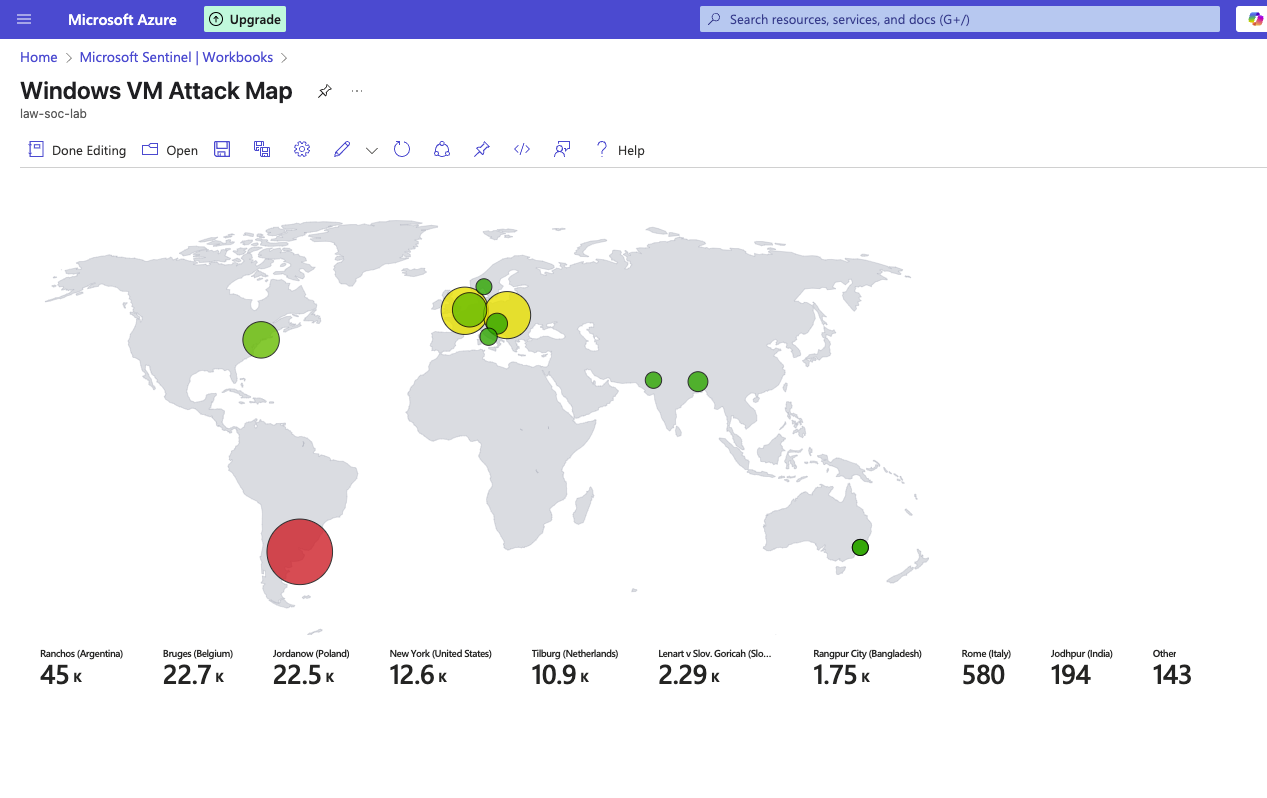 Microsoft Azure
Upgrade
Search resources, services, and docs (G+/)
Home > Microsoft Sentinel | Workbooks >
Windows VM Attack Map
law-soc-lab
Done Editing
Open
Help
Ranchos (Argentina)
45 K
Bruges (Belgium)
22.7 K
Jordanow (Poland)
22.5 K
New York (United States)
12.6 K
Tilburg (Netherlands)
10.9 K
Lenart v Slov. Goricah (Slo...
2.29 K
Rangpur City (Bangladesh)
1.75 K
Rome (Italy)
580
Jodhpur (India)
194
Other
143